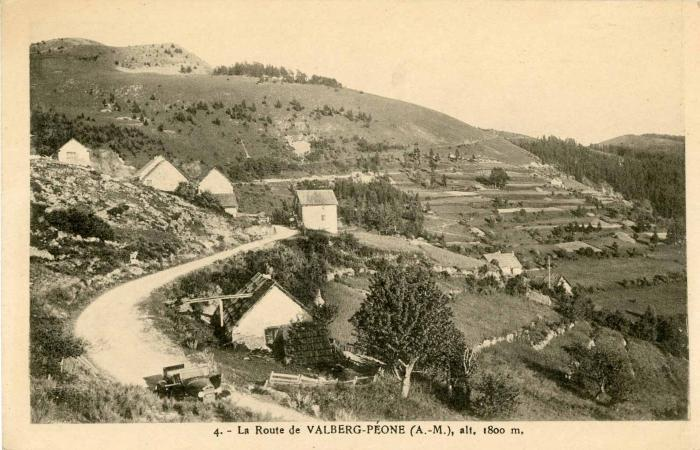 4. - La Route de VALBERG-PÉONE (A.-M.), alt. 1800 m.